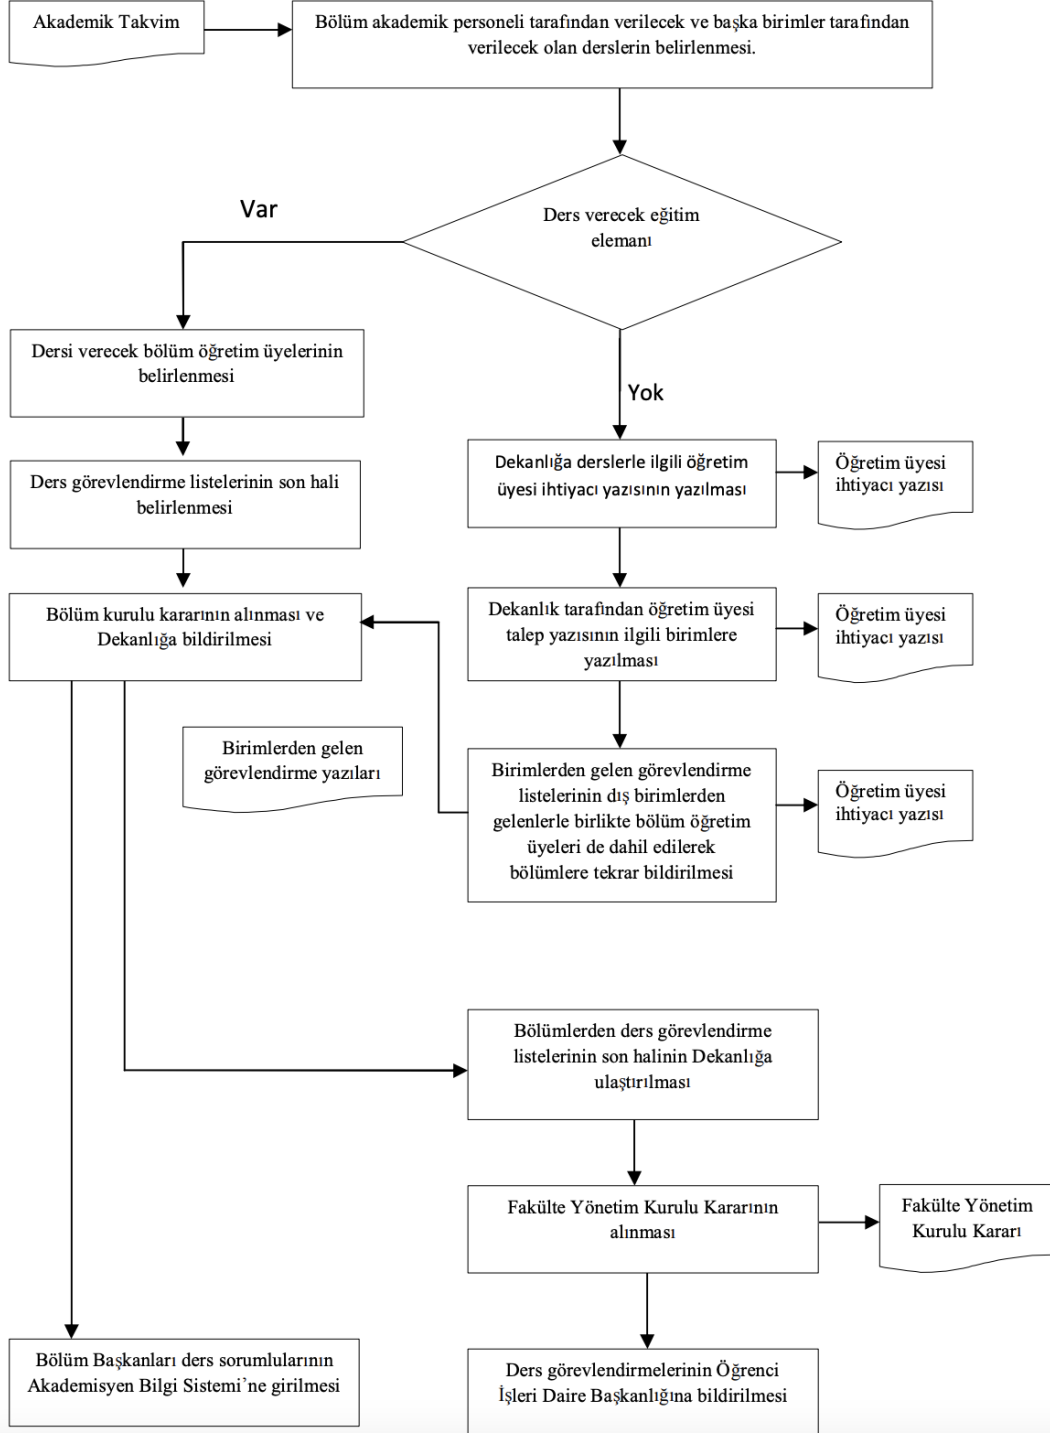 Akademik Takvim
Bölüm akademik personeli tarafından verilecek ve başka birimler tarafından
verilecek olan derslerin belirlenmesi.
Ders verecek eğitim
elemanı
Var
Yok
Dersi verecek bölüm öğretim üyelerinin
belirlenmesi
Ders görevlendirme listelerinin son hali
belirlenmesi
Bölüm kurulu kararının alınması ve
Dekanlığa bildirilmesi
Dekanlığa derslerle ilgili öğretim
üyesi ihtiyacı yazısının yazılması
Öğretim üyesi
ihtiyacı yazısı
Dekanlık tarafından öğretim üyesi
talep yazısının ilgili birimlere
yazılması
Öğretim üyesi
ihtiyacı yazısı
Birimlerden gelen
görevlendirme yazıları
Birimlerden gelen görevlendirme
listelerinin dış birimlerden
gelenlerle birlikte bölüm öğretim
üyeleri de dahil edilerek
bölümlere tekrar bildirilmesi
Öğretim üyesi
ihtiyacı yazısı
Bölümlerden ders görevlendirme
listelerinin son halinin Dekanlığa
ulaştırılması
Fakülte Yönetim Kurulu Kararının
alınması
Fakülte Yönetim
Kurulu Kararı
Bölüm Başkanları ders sorumlularının
Akademisyen Bilgi Sistemi’ne girilmesi
Ders görevlendirmelerinin Öğrenci
İşleri Daire Başkanlığına bildirilmesi